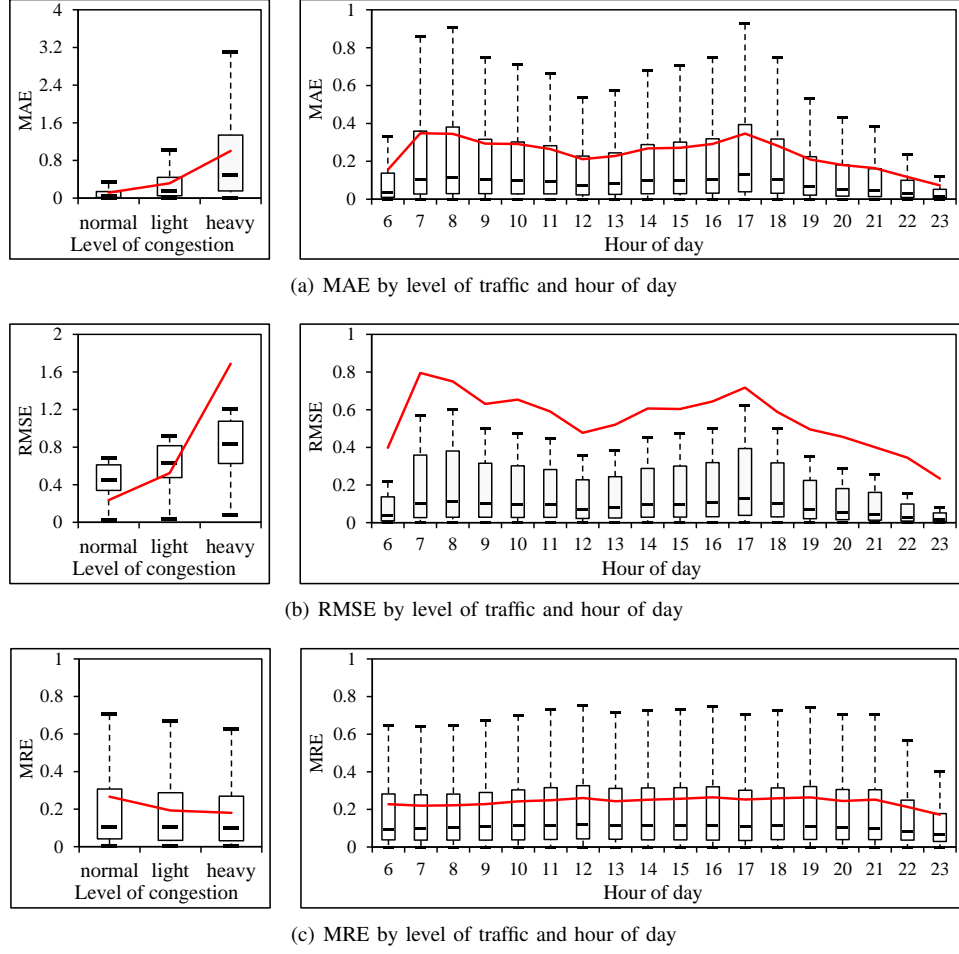 4
3.2
2.4
1.6
0.8
0
MAE
normal light heavy
Level of congestion
1
0.8
0.6
0.4
0.2
0
MAE
6 7 8 9 10 11 12 13 14 15 16 17 18 19 20 21 22 23
Hour of day
(a) MAE by level of traffic and hour of day
2
1.6
1.2
0.8
0.4
0
RMSE
normal light heavy
Level of congestion
1
0.8
0.6
0.4
0.2
0
RMSE
6 7 8 9 10 11 12 13 14 15 16 17 18 19 20 21 22 23
Hour of day
(b) RMSE by level of traffic and hour of day
1
0.8
0.6
0.4
0.2
0
MRE
normal light heavy
Level of congestion
1
0.8
0.6
0.4
0.2
0
MRE
6 7 8 9 10 11 12 13 14 15 16 17 18 19 20 21 22 23
Hour of day
(c) MRE by level of traffic and hour of day